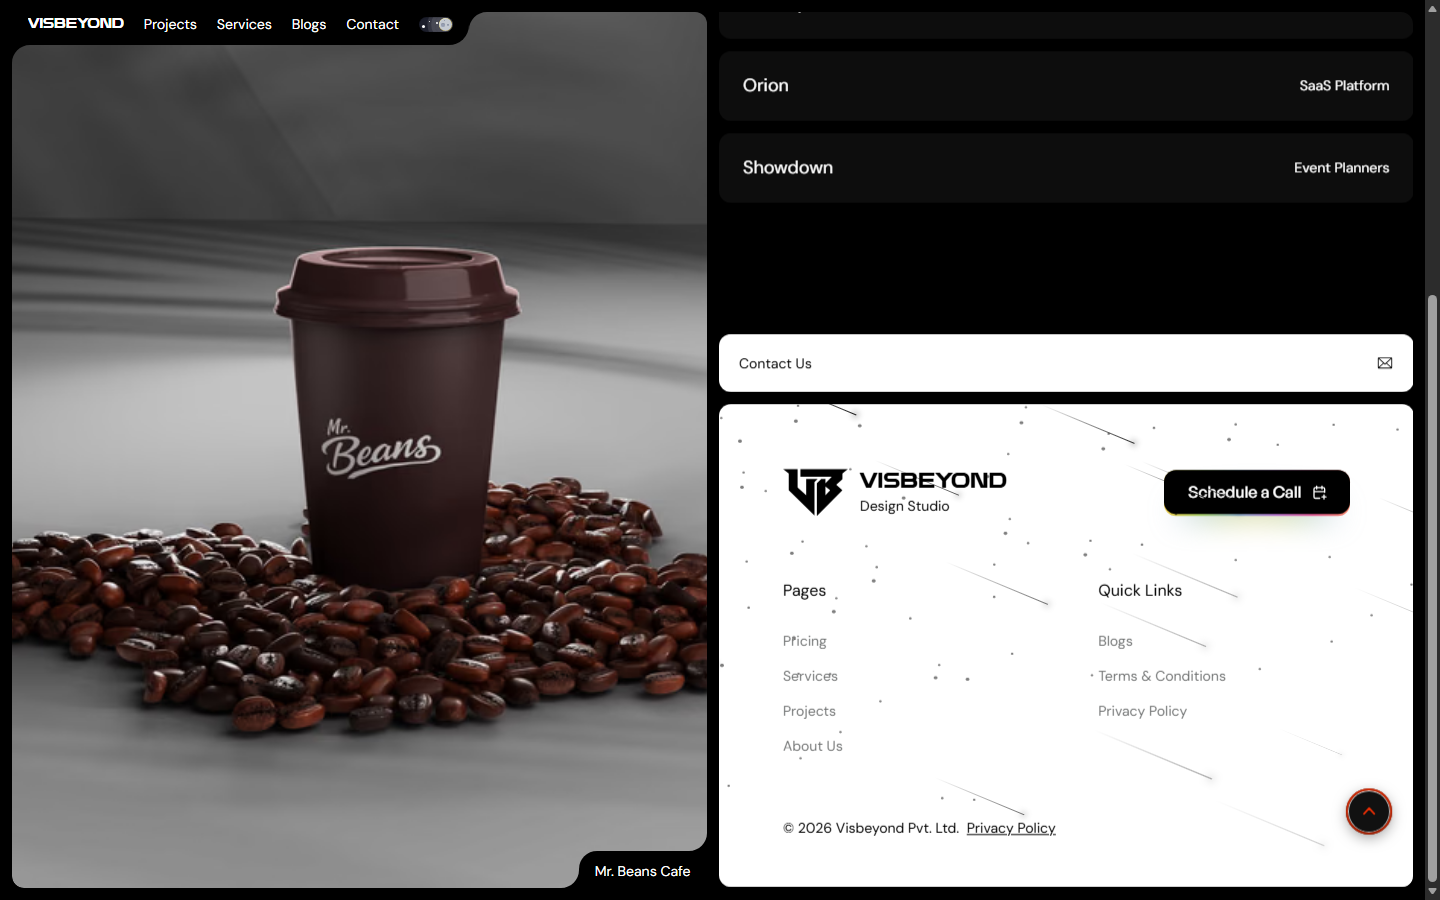 VISBEYOND
Projects
Services
Blogs
Contact
Mr.
Beans
Mr. Beans Cafe
Orion
SaaS Platform
Showdown
Event Planners
Contact Us
VISBEYOND
Design Studio
Schedule a Call
Pages
Quick Links
Pricing
Blogs
Services
Terms & Conditions
Projects
Privacy Policy
About Us
© 2026 Visbeyond Pvt. Ltd. Privacy Policy